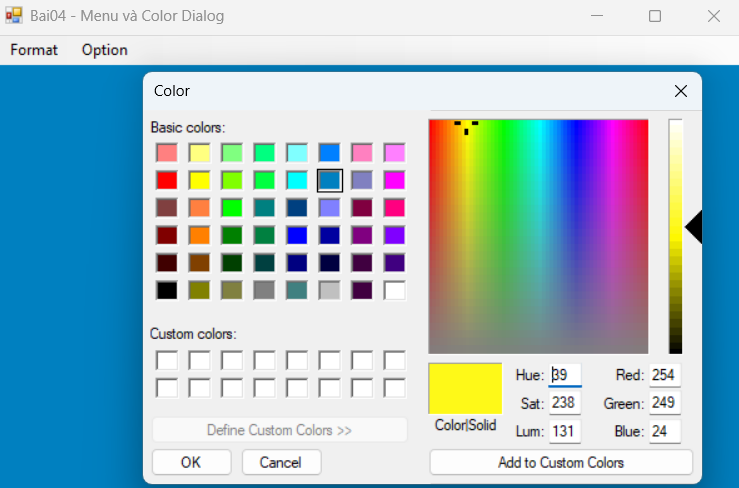 Bai04 - Menu và Color Dialog
Format Option
Color
Basic colors:
Custom colors:
Define Custom Colors >>
OK Cancel
Color|Solid
Hue: 39 Red: 254
Sat: 238 Green: 249
Lum: 131 Blue: 24
Add to Custom Colors